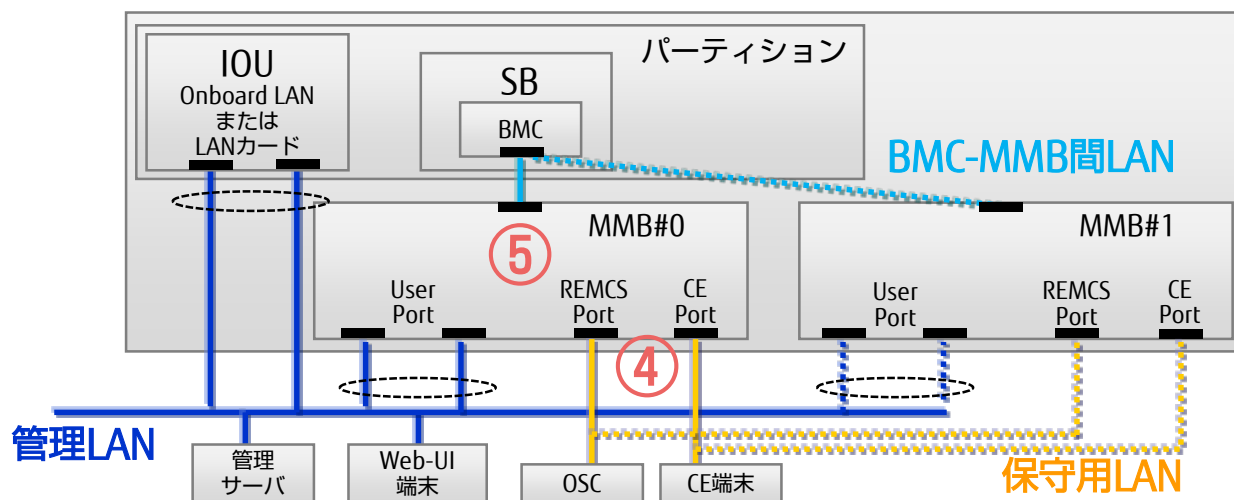 パーティション
IOU
Onboard LAN
または
LANカード
SB
BMC
BMC-MMB間LAN
MMB#0
⑤
User
Port
REMCS
Port
CE
Port
④
MMB#1
User
Port
REMCS
Port
CE
Port
管理LAN
管理
サーバ
Web-UI
端末
OSC
CE端末
保守用LAN